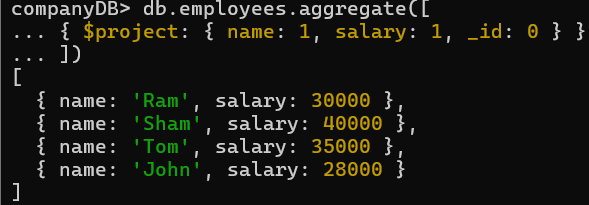 companyDB> db.employees.aggregate([
... { $project: { name: 1, salary: 1, _id: 0 } }
... ])
[
  { name: 'Ram', salary: 30000 },
  { name: 'Sham', salary: 40000 },
  { name: 'Tom', salary: 35000 },
  { name: 'John', salary: 28000 }
]